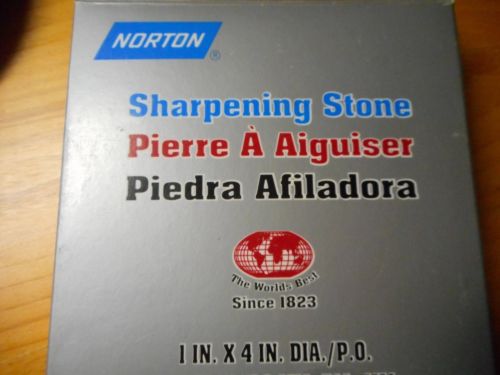 NORTON
®
Sharpening Stone
Pierre À Aiguiser
Piedra Afiladora
The Worlds Best
Since 1823
1 IN. X 4 IN. DIA./P.O.